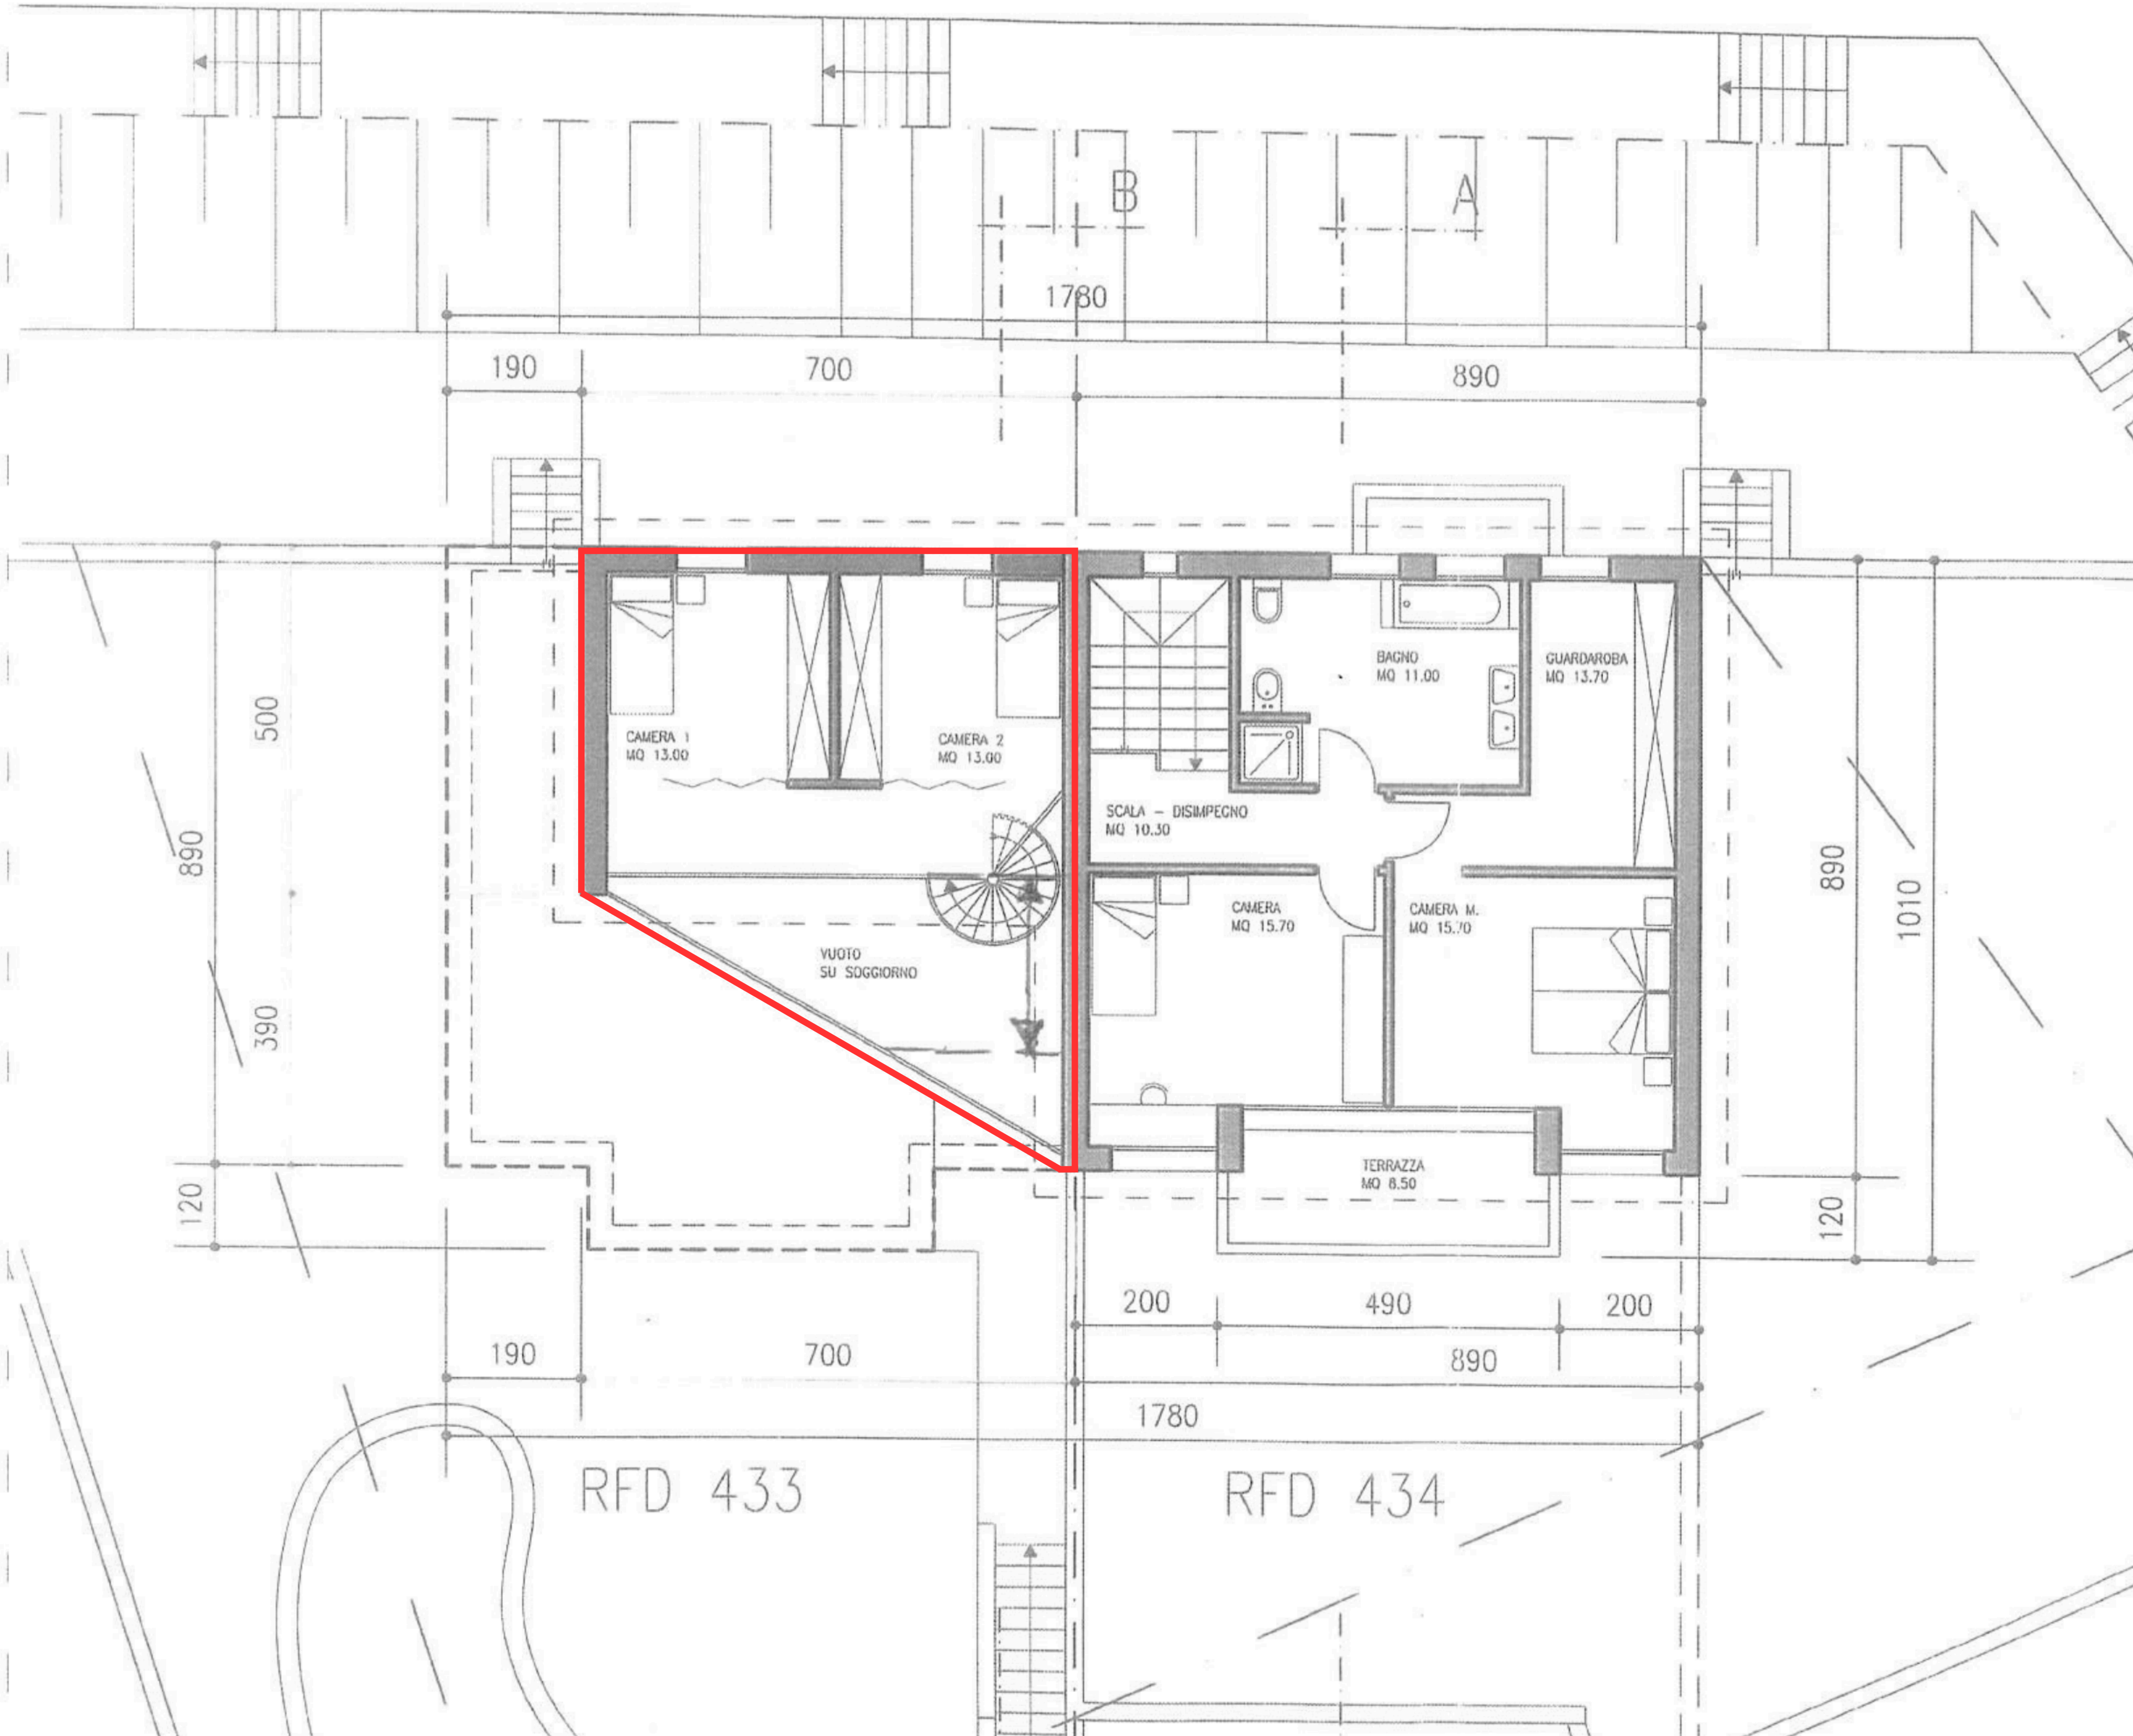 B
A
1780
190
700
890
500
890
390
120
CAMERA 1
MQ 13.00
CAMERA 2
MQ 13.00
VUOTO
SU SOGGIORNO
BAGNO
MQ 11.00
GUARDAROBA
MQ 13.70
SCALA - DISIMPEGNO
MQ 10.30
CAMERA
MQ 15.70
CAMERA M.
MQ 15.70
TERRAZZA
MQ 8.50
890
1010
120
200
490
200
190
700
890
1780
RFD 433
RFD 434